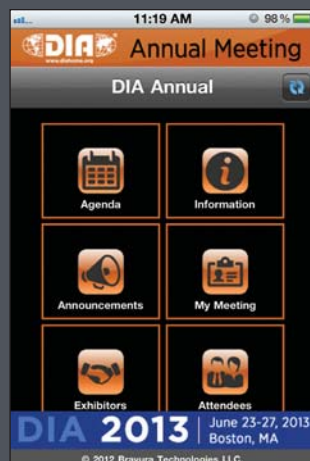 11:19 AM 98 %
DIA Annual Meeting
www.diahome.org
DIA Annual
Agenda Information
Announcements My Meeting
Exhibitors Attendees
DIA 2013 June 23-27, 2013
Boston, MA
© 2012 Bravura Technologies LLC